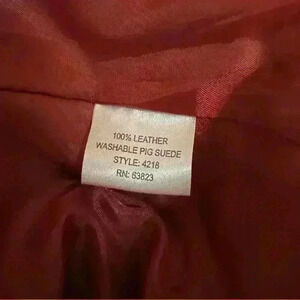 100% LEATHER
WASHABLE PIG SUEDE
STYLE: 4218
RN: 63823